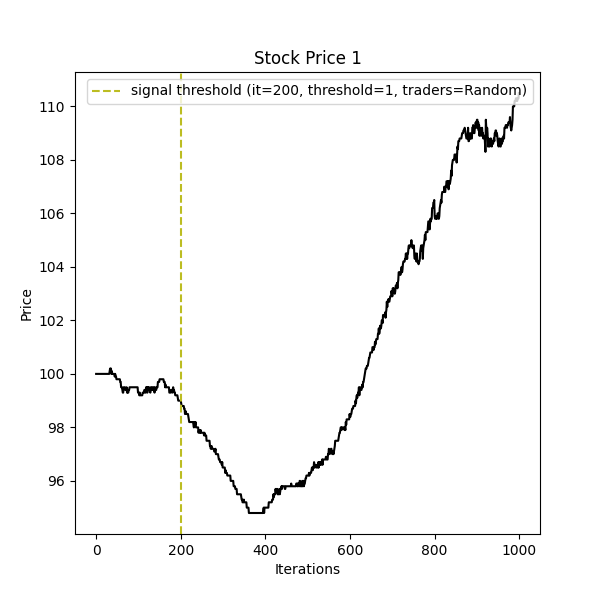 Stock Price 1
signal threshold (it=200, threshold=1, traders=Random)
110
108
106
104
102
100
98
96
Price
0 200 400 600 800 1000
Iterations